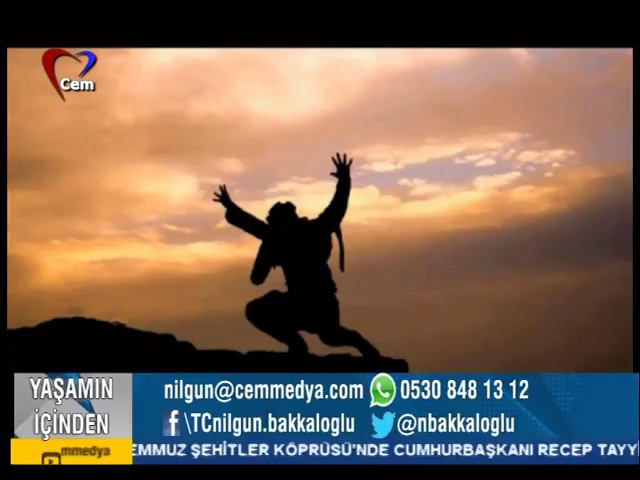 Cem
YAŞAMIN
İÇİNDEN
nilgun@cemmedya.com 0530 848 13 12
\TCnilgun.bakkaloglu @nbakkaloglu
mmedya
EMMUZ ŞEHİTLER KÖPRÜSÜ'NDE CUMHURBAŞKANI RECEP TAYY